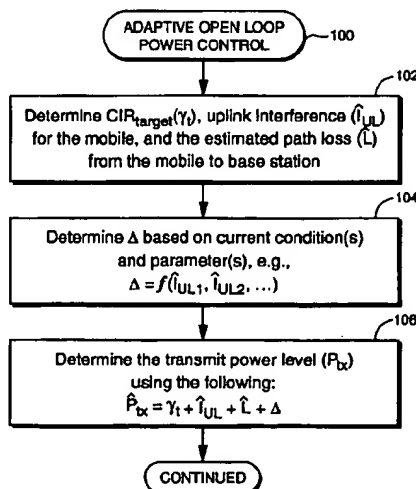 ADAPTIVE OPEN LOOP
POWER CONTROL
100
102
Determine CIRtarget(γt), uplink interference (ÎUL)
for the mobile, and the estimated path loss (L̂)
from the mobile to base station
104
Determine Δ based on current condition(s)
and parameter(s), e.g.,
Δ = f(ÎUL1, ÎUL2, ...)
106
Determine the transmit power level (Ptx)
using the following:
P̂tx = γt + ÎUL + L̂ + Δ
CONTINUED